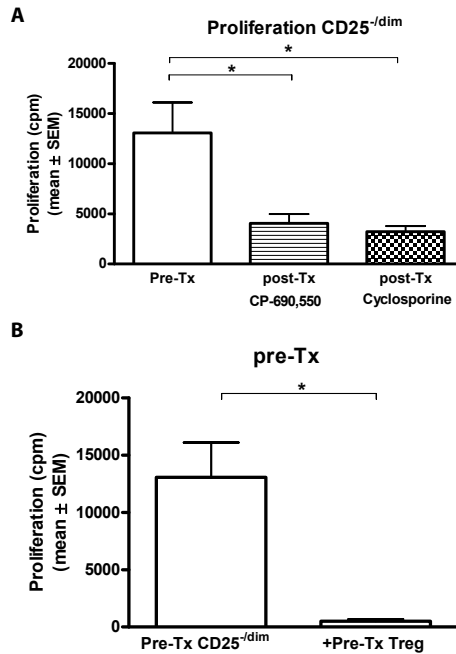 A
Proliferation CD25-/dim
*
*
Proliferation (cpm)
(mean ± SEM)
20000
15000
10000
5000
0
Pre-Tx
post-Tx
CP-690,550
post-Tx
Cyclosporine
B
pre-Tx
*
Proliferation (cpm)
(mean ± SEM)
20000
15000
10000
5000
0
Pre-Tx CD25-/dim
+Pre-Tx Treg